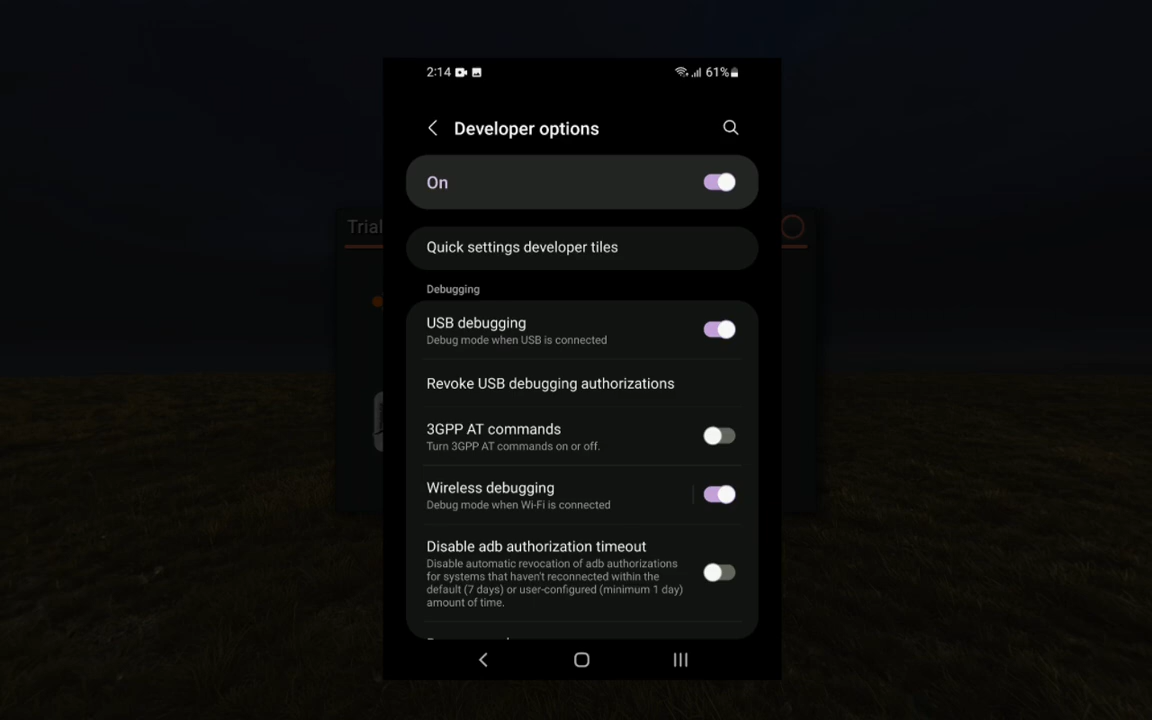 2:14
61%
Developer options
On
Trial
Quick settings developer tiles
Debugging
USB debugging
Debug mode when USB is connected
Revoke USB debugging authorizations
3GPP AT commands
Turn 3GPP AT commands on or off.
Wireless debugging
Debug mode when Wi-Fi is connected
Disable adb authorization timeout
Disable automatic revocation of adb authorizations
for systems that haven't reconnected within the
default (7 days) or user-configured (minimum 1 day)
amount of time.